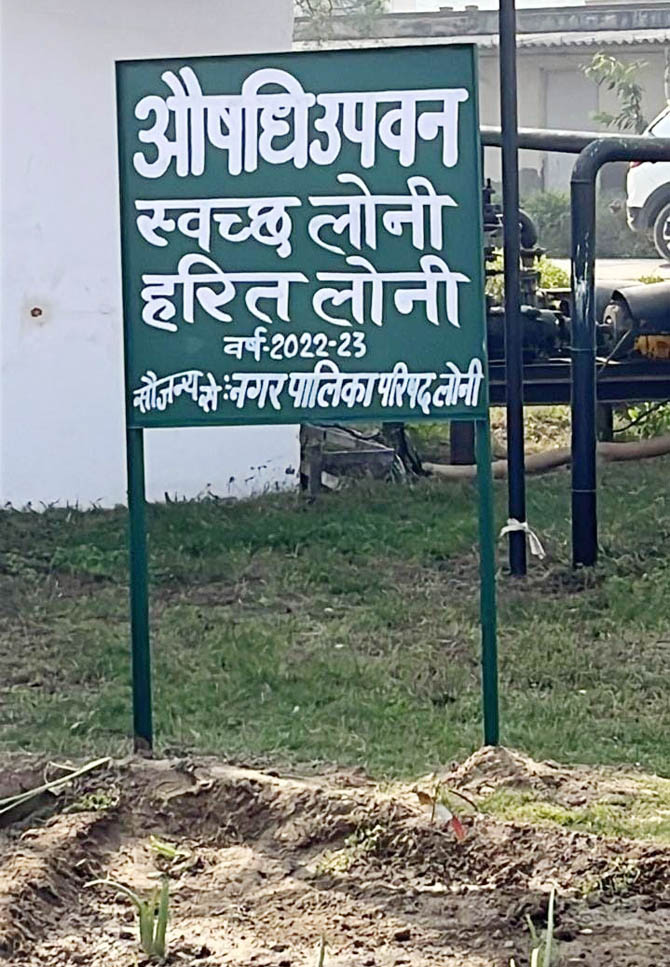 औषधि उपवन
स्वच्छ लोनी
हरित लोनी
वर्ष:-2022-23
सौजन्य से :- नगर पालिका परिषद लोनी